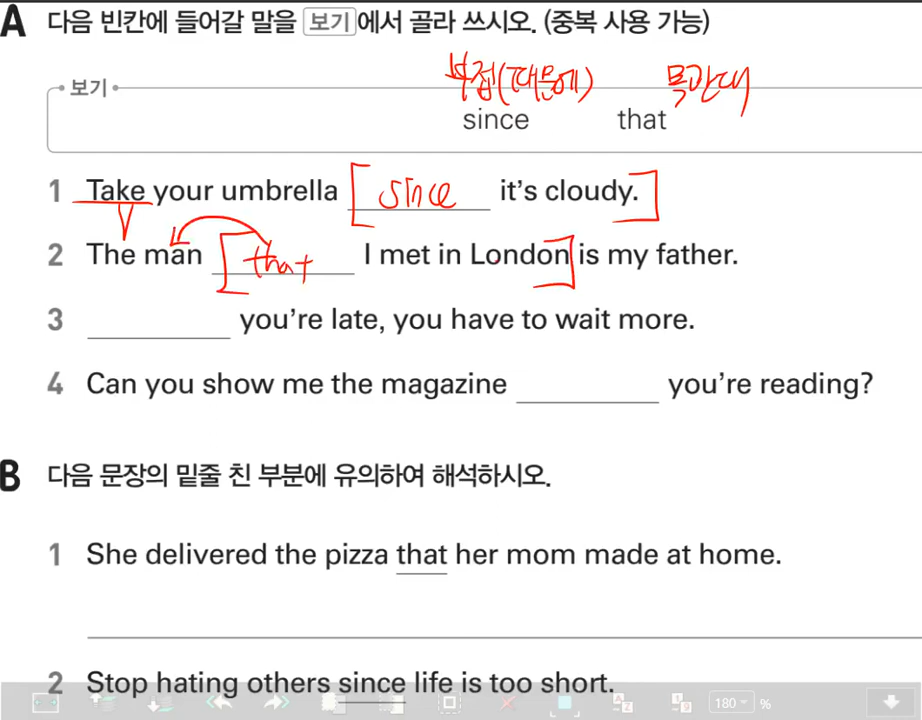 A 다음 빈칸에 들어갈 말을 보기 에서 골라 쓰시오. (중복 사용 가능)
보기
부접(때문에) 목관대
since that
1 Take your umbrella [ since it's cloudy. ]
V
2 The man [ that I met in London ] is my father.
3 ________ you're late, you have to wait more.
4 Can you show me the magazine ________ you're reading?
B 다음 문장의 밑줄 친 부분에 유의하여 해석하시오.
1 She delivered the pizza that her mom made at home.
2 Stop hating others since life is too short.
180 %